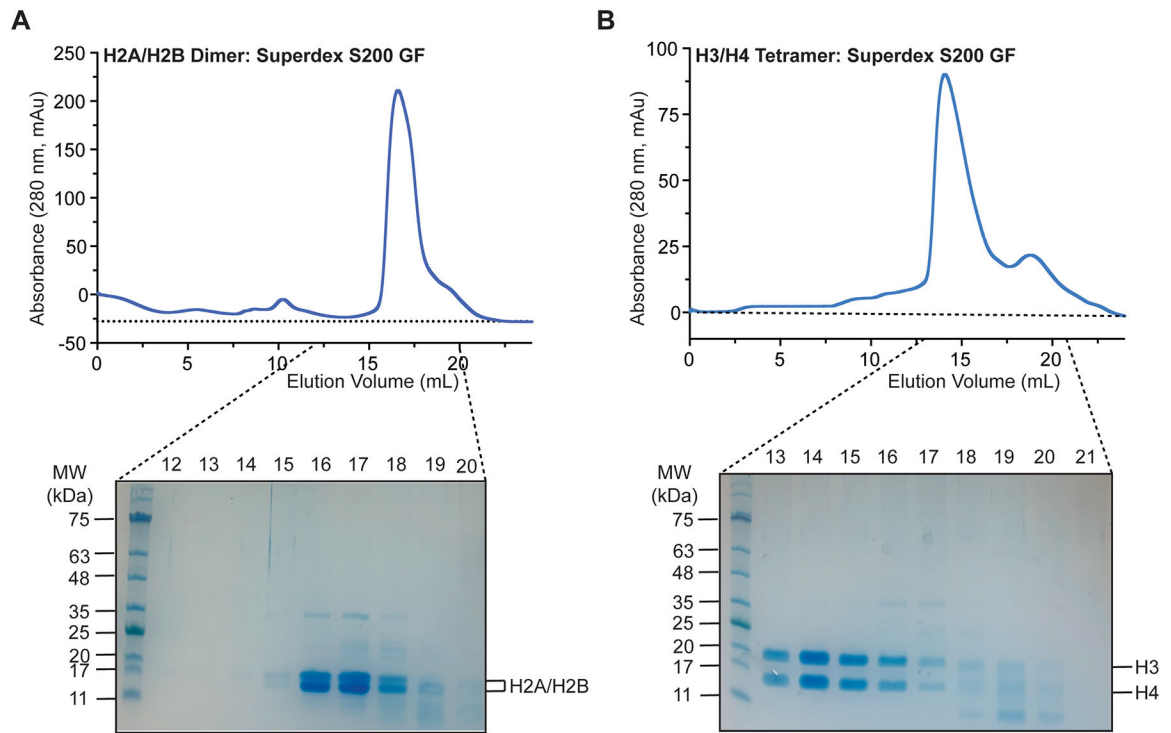 A
H2A/H2B Dimer: Superdex S200 GF
Absorbance (280 nm, mAu)
250
200
150
100
50
0
-50
0 5 10 15 20
Elution Volume (mL)
12 13 14 15 16 17 18 19 20
MW
(kDa)
75
63
48
35
25
20
17
11
H2A/H2B
B
H3/H4 Tetramer: Superdex S200 GF
Absorbance (280 nm, mAu)
100
75
50
25
0
0 5 10 15 20
Elution Volume (mL)
13 14 15 16 17 18 19 20 21
MW
(kDa)
75
63
48
35
25
20
17
11
H3
H4